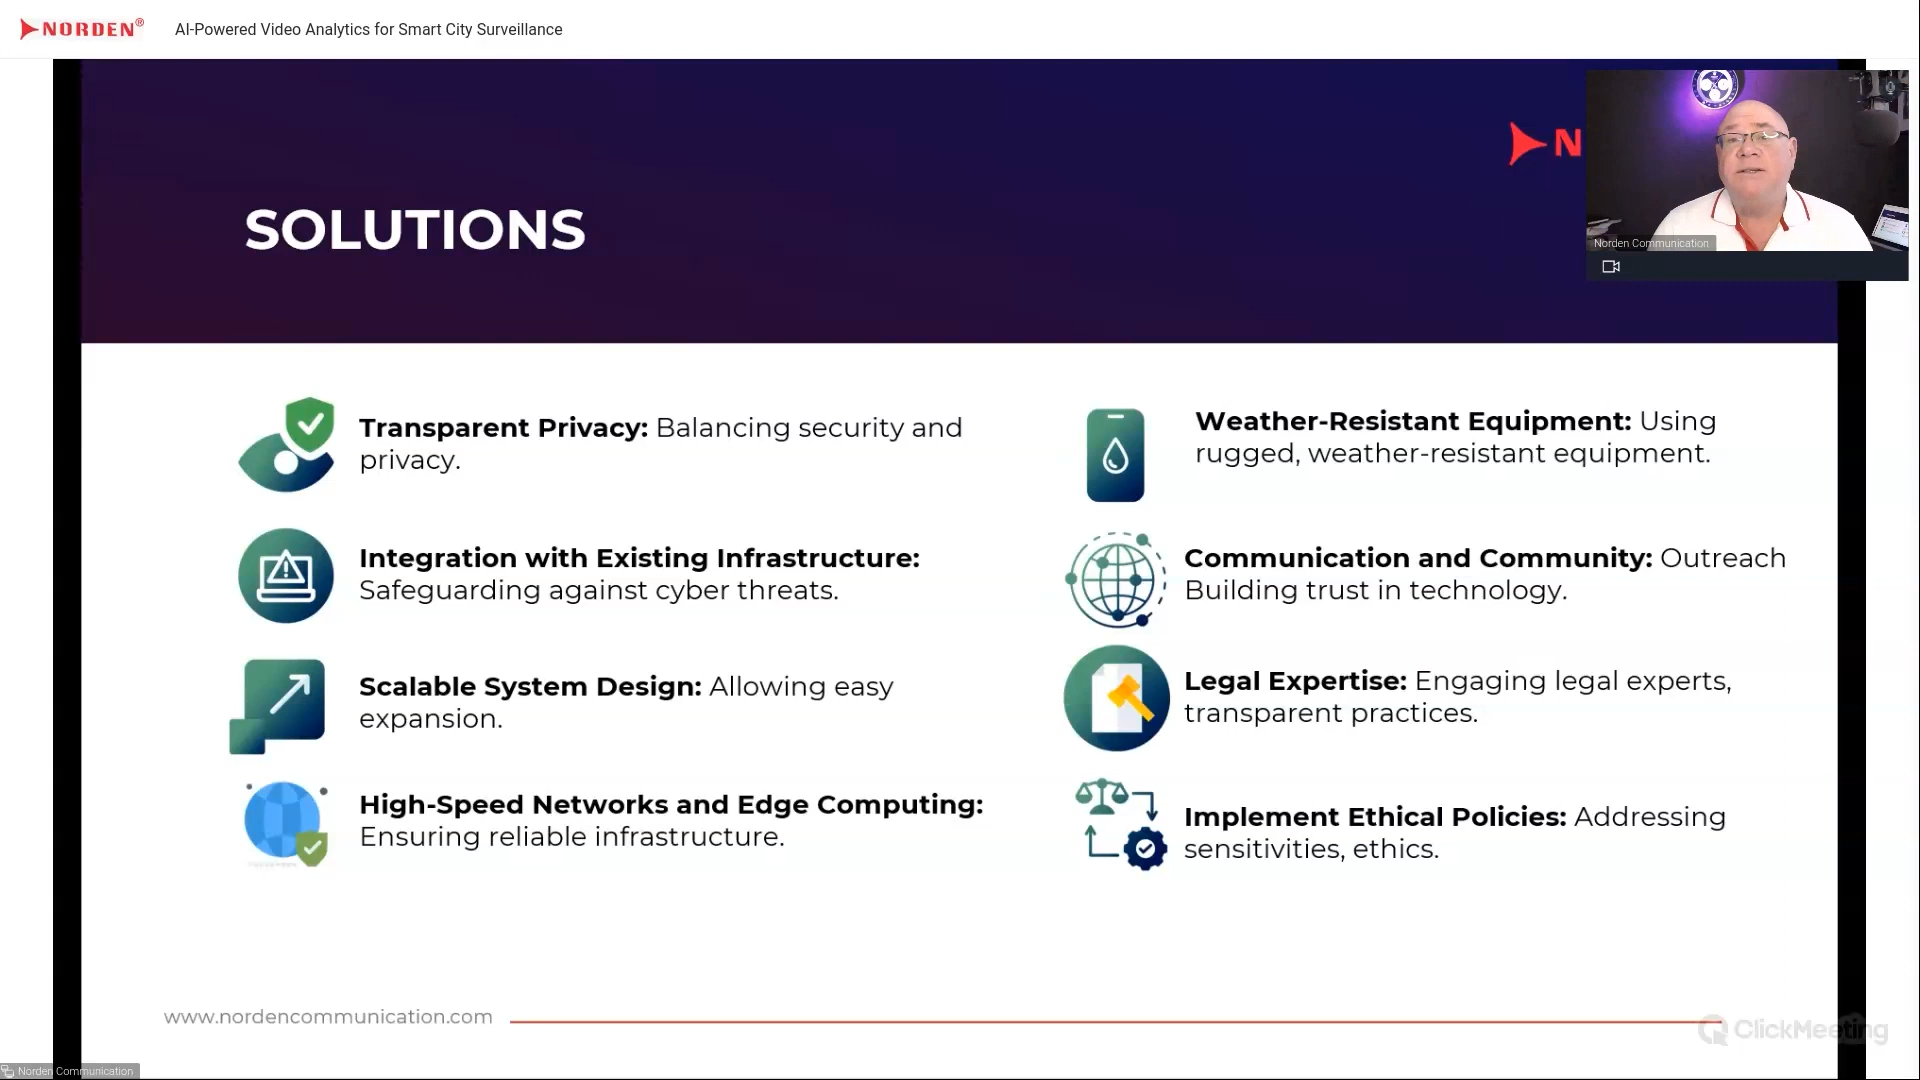 NORDEN®
AI-Powered Video Analytics for Smart City Surveillance
N
Norden Communication
SOLUTIONS
Transparent Privacy: Balancing security and
privacy.
Integration with Existing Infrastructure:
Safeguarding against cyber threats.
Scalable System Design: Allowing easy
expansion.
High-Speed Networks and Edge Computing:
Ensuring reliable infrastructure.
Weather-Resistant Equipment: Using
rugged, weather-resistant equipment.
Communication and Community: Outreach
Building trust in technology.
Legal Expertise: Engaging legal experts,
transparent practices.
Implement Ethical Policies: Addressing
sensitivities, ethics.
www.nordencommunication.com
ClickMeeting
Norden Communication